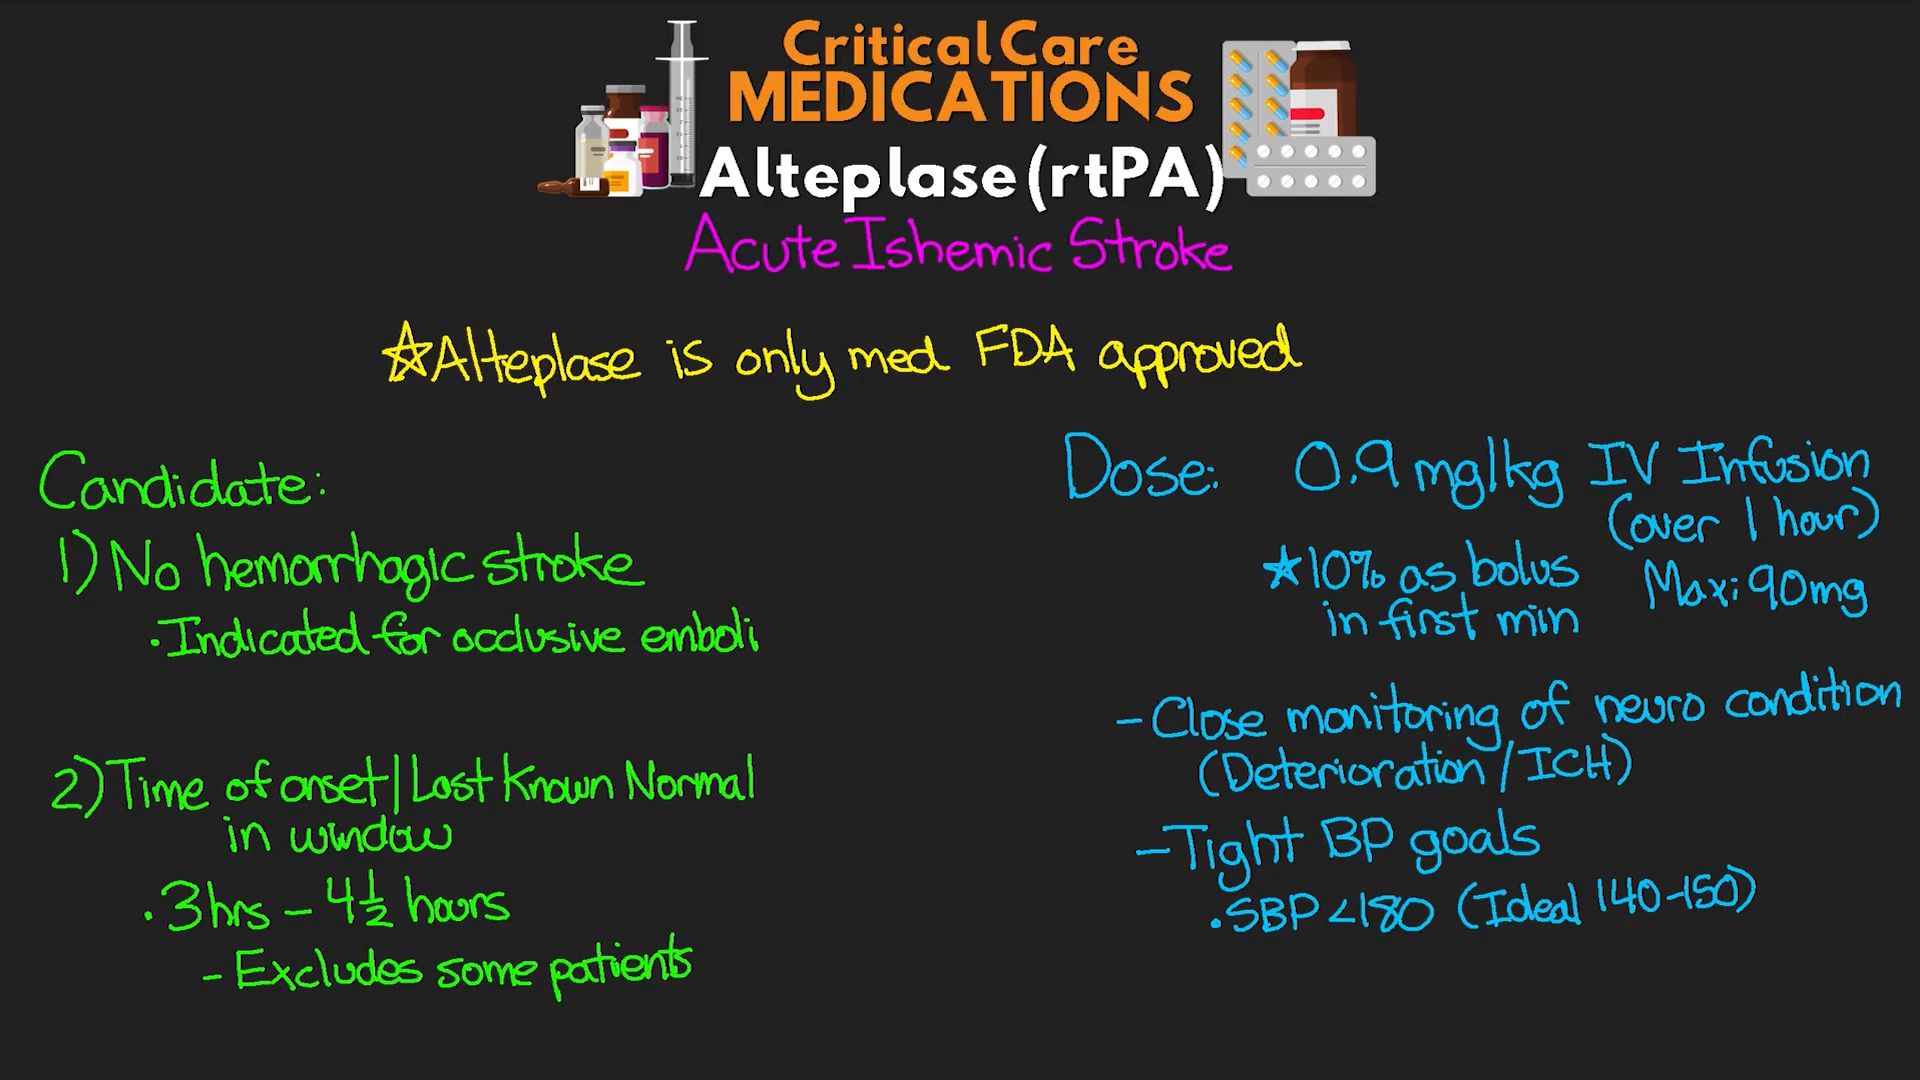 Critical Care
MEDICATIONS
Alteplase (rtPA)
Acute Ishemic Stroke
☆Alteplase is only med FDA approved
Candidate:
1) No hemorrhagic stroke
• Indicated for occlusive emboli
2) Time of onset/Last Known Normal
in window
• 3hrs - 4½ hours
- Excludes some patients
Dose: 0.9 mg/kg IV Infusion
(over 1 hour)
★10% as bolus
in first min
Max: 90mg
- Close monitoring of neuro condition
(Deterioration/ICH)
- Tight BP goals
• SBP<180 (Ideal 140-150)